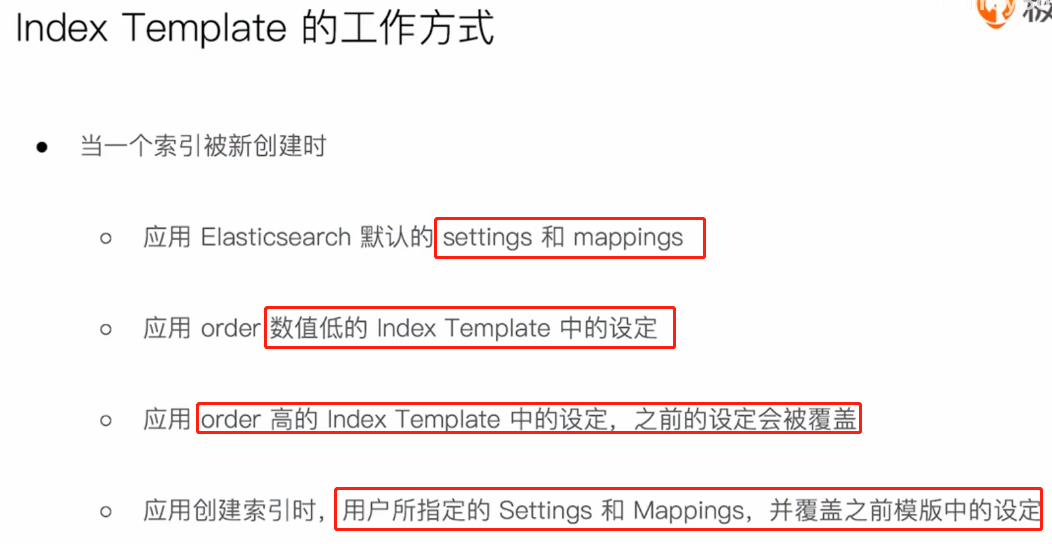 Index Template 的工作方式
当一个索引被新创建时
应用 Elasticsearch 默认的 settings 和 mappings
应用 order 数值低的 Index Template 中的设定
应用 order 高的 Index Template 中的设定，之前的设定会被覆盖
应用创建索引时，用户所指定的 Settings 和 Mappings，并覆盖之前模版中的设定